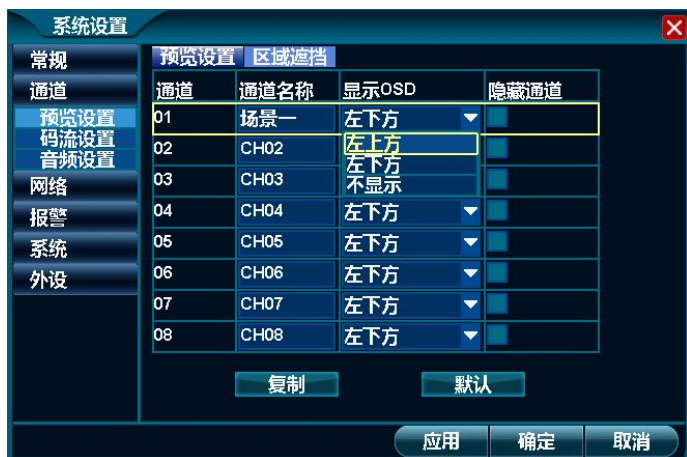 系统设置
常规
通道
预览设置
码流设置
音频设置
网络
报警
系统
外设
预览设置 区域遮挡
通道 通道名称 显示OSD 隐藏通道
01 场景一 左下方
02 CH02 左上方
左下方
03 CH03 不显示
04 CH04 左下方
05 CH05 左下方
06 CH06 左下方
07 CH07 左下方
08 CH08 左下方
复制 默认
应用 确定 取消